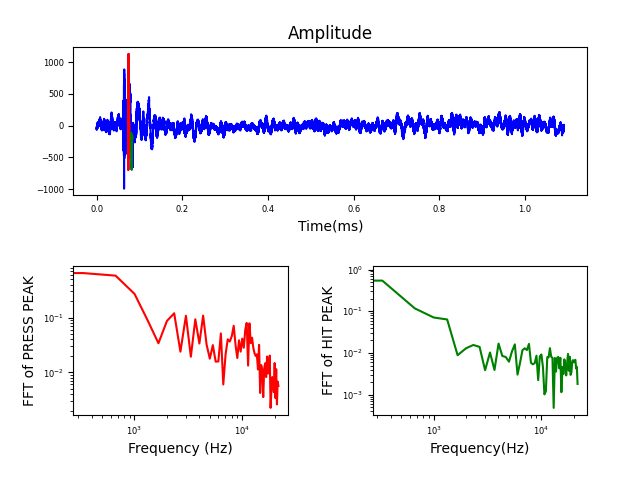 Amplitude
1000
500
0
−500
−1000
0.0 0.2 0.4 0.6 0.8 1.0
Time(ms)
FFT of PRESS PEAK
10⁻¹
10⁻²
10³ 10⁴
Frequency (Hz)
FFT of HIT PEAK
10⁰
10⁻¹
10⁻²
10⁻³
10³ 10⁴
Frequency(Hz)